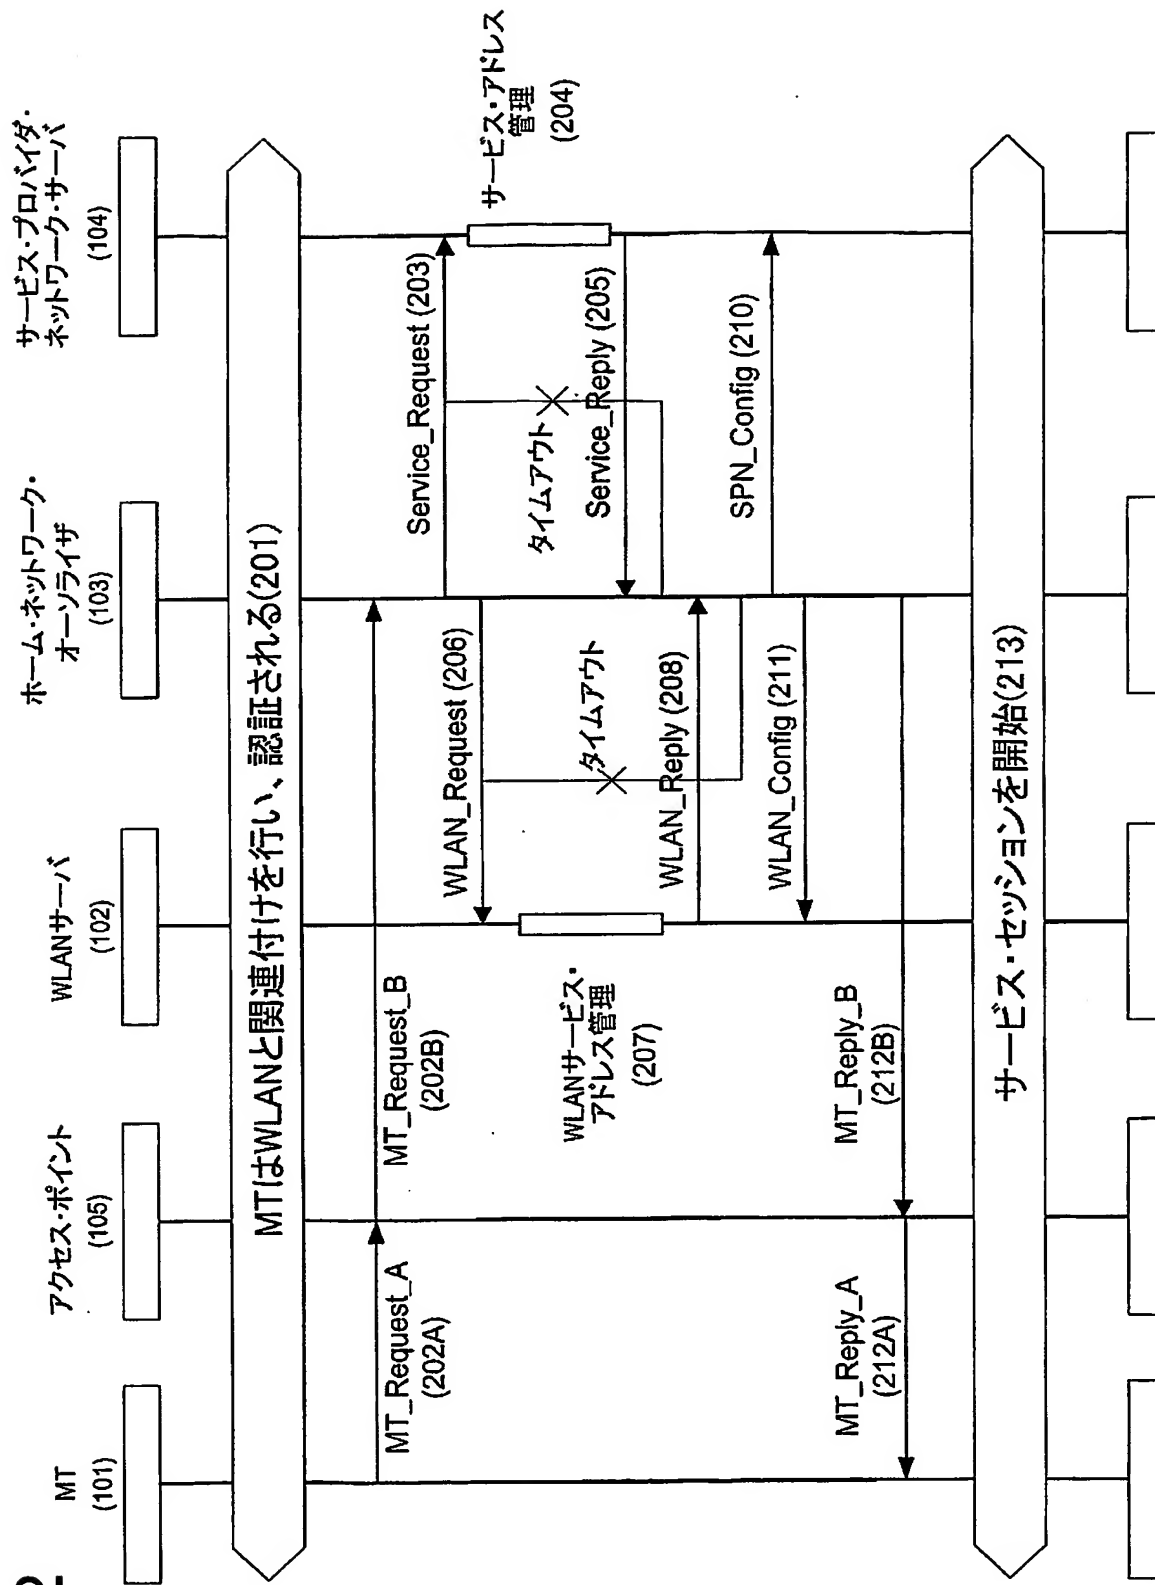 MT
(101)
アクセス・ポイント
(105)
WLANサーバ
(102)
ホーム・ネットワーク・
オーソライザ
(103)
サービス・プロバイダ・
ネットワーク・サーバ
(104)
MTはWLANと関連付けを行い、認証される(201)
MT_Request_A
(202A)
MT_Request_B
(202B)
Service_Request (203)
WLAN_Request (206)
サービス・アドレス
管理
(204)
タイムアウト
タイムアウト
Service_Reply (205)
WLANサービス・
アドレス管理
(207)
WLAN_Reply (208)
SPN_Config (210)
WLAN_Config (211)
MT_Reply_B
(212B)
MT_Reply_A
(212A)
サービス・セッションを開始(213)